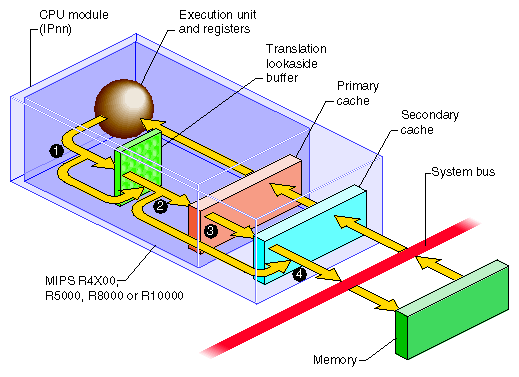 CPU module
(IPnn)
Execution unit
and registers
Translation
lookaside
buffer
Primary
cache
Secondary
cache
System bus
1
2
3
4
MIPS R4X00,
R5000, R8000 or R10000
Memory